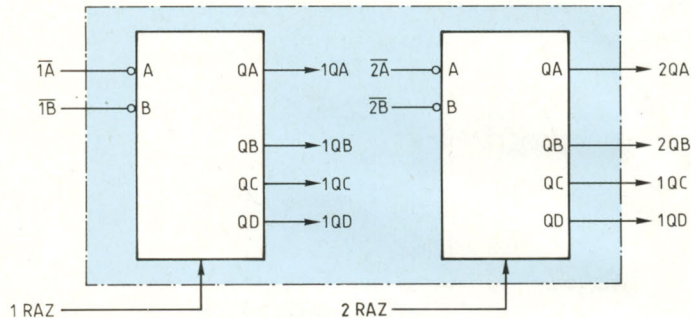 1A A QA 1QA 2A A QA 2QA
1B B 2B B
QB 1QB QB 2QB
QC 1QC QC 1QC
QD 1QD QD 1QD
1 RAZ 2 RAZ